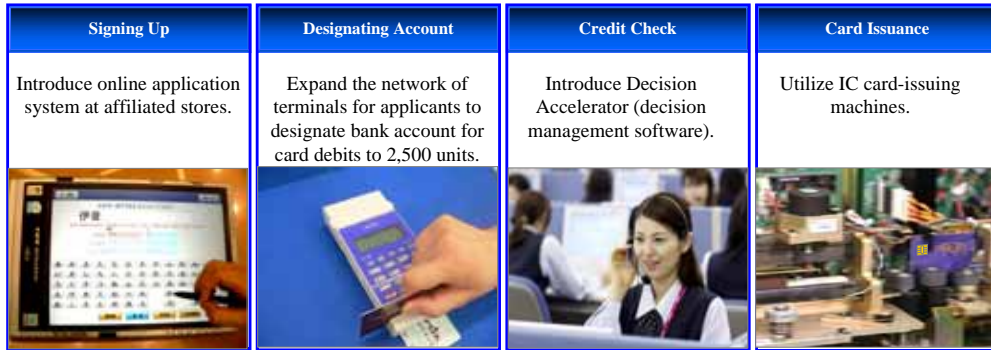 Signing Up
Introduce online application
system at affiliated stores.
Designating Account
Expand the network of
terminals for applicants to
designate bank account for
card debits to 2,500 units.
Credit Check
Introduce Decision
Accelerator (decision
management software).
Card Issuance
Utilize IC card-issuing
machines.